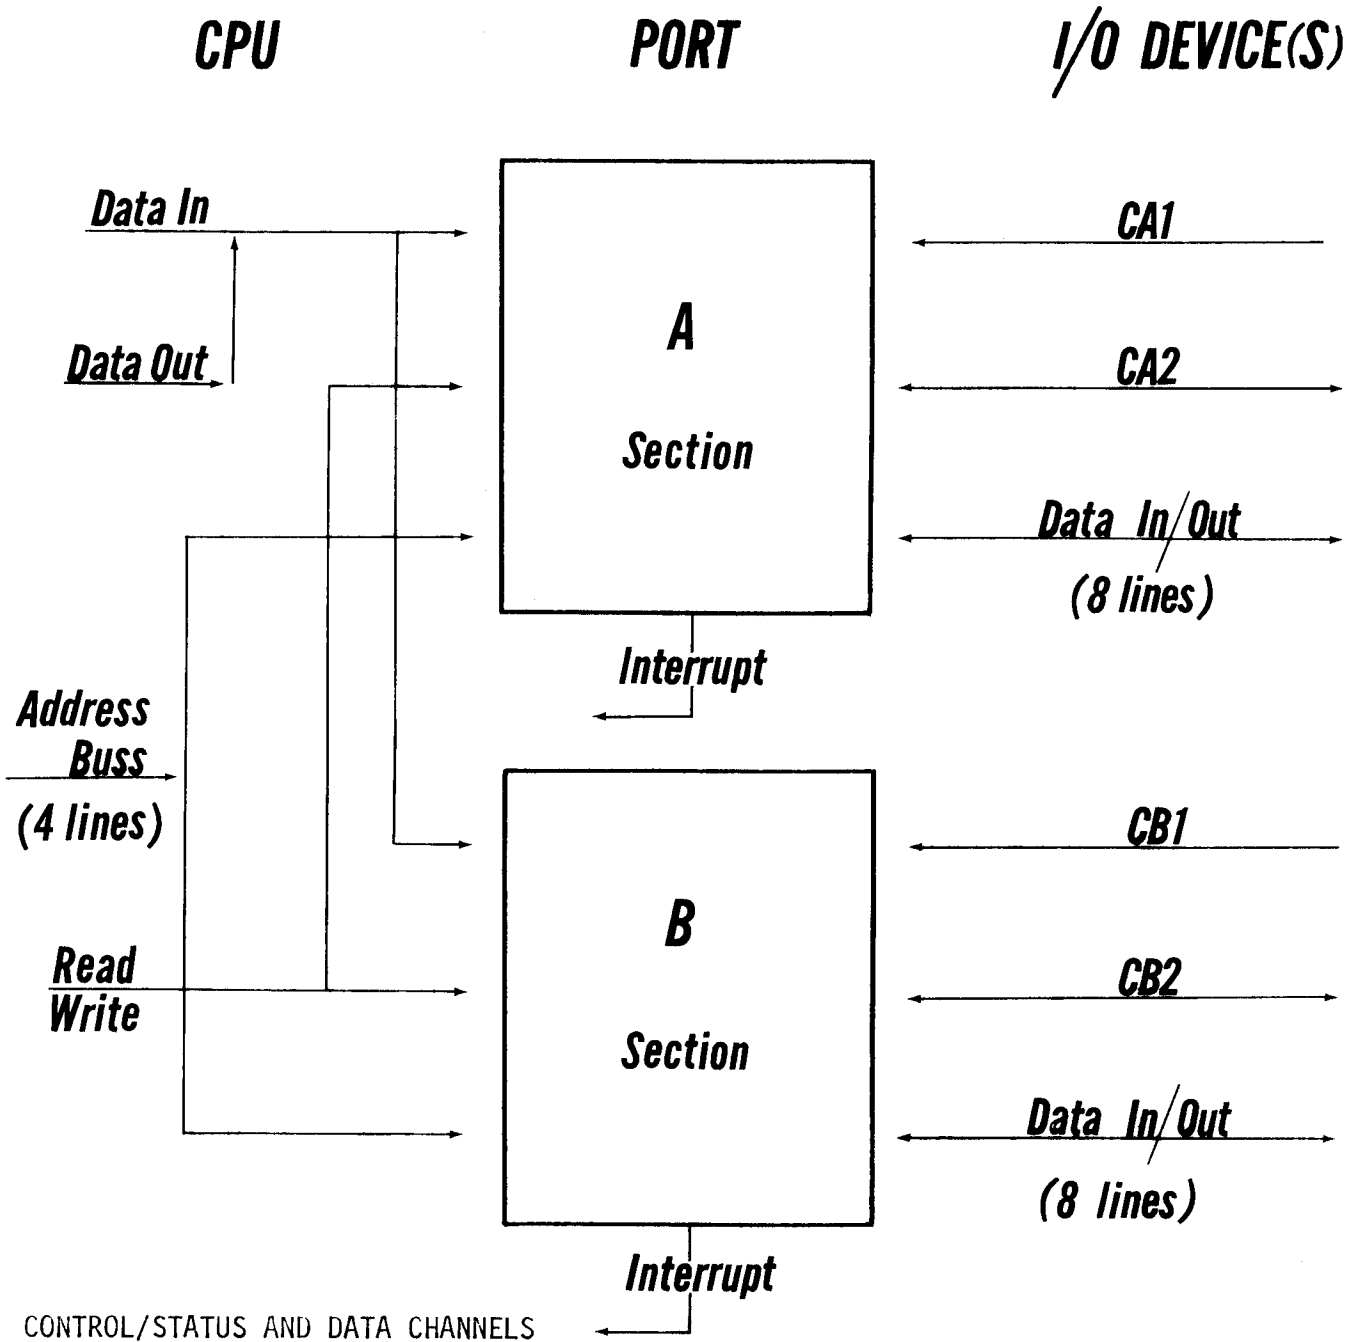 CPU
PORT
I/O DEVICE(S)
Data In
CA1
A
Data Out
CA2
Section
Data In/Out
(8 lines)
Interrupt
Address
Buss
(4 lines)
CB1
B
Read
Write
CB2
Section
Data In/Out
(8 lines)
Interrupt
CONTROL/STATUS AND DATA CHANNELS